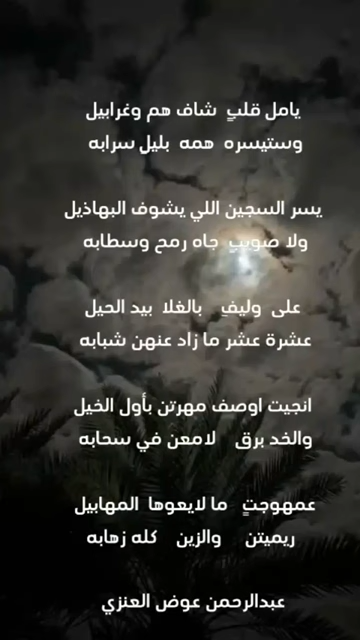 يامل قلبٍ شاف هم وغرابيل
وستيسره همه بليل سرابه
يسر السجين اللي يشوف البهاذيل
ولا صويبٍ جاه رمح وسطابه
على وليفٍ بالغلا بيد الحيل
عشرة عشر ما زاد عنهن شبابه
انجيت اوصف مهرتن بأول الخيل
والخد برق لامعن في سحابه
عمهوجتٍ ما لايعوها المهابيل
ريميتن والزين كله زهابه
عبدالرحمن عوض العنزي